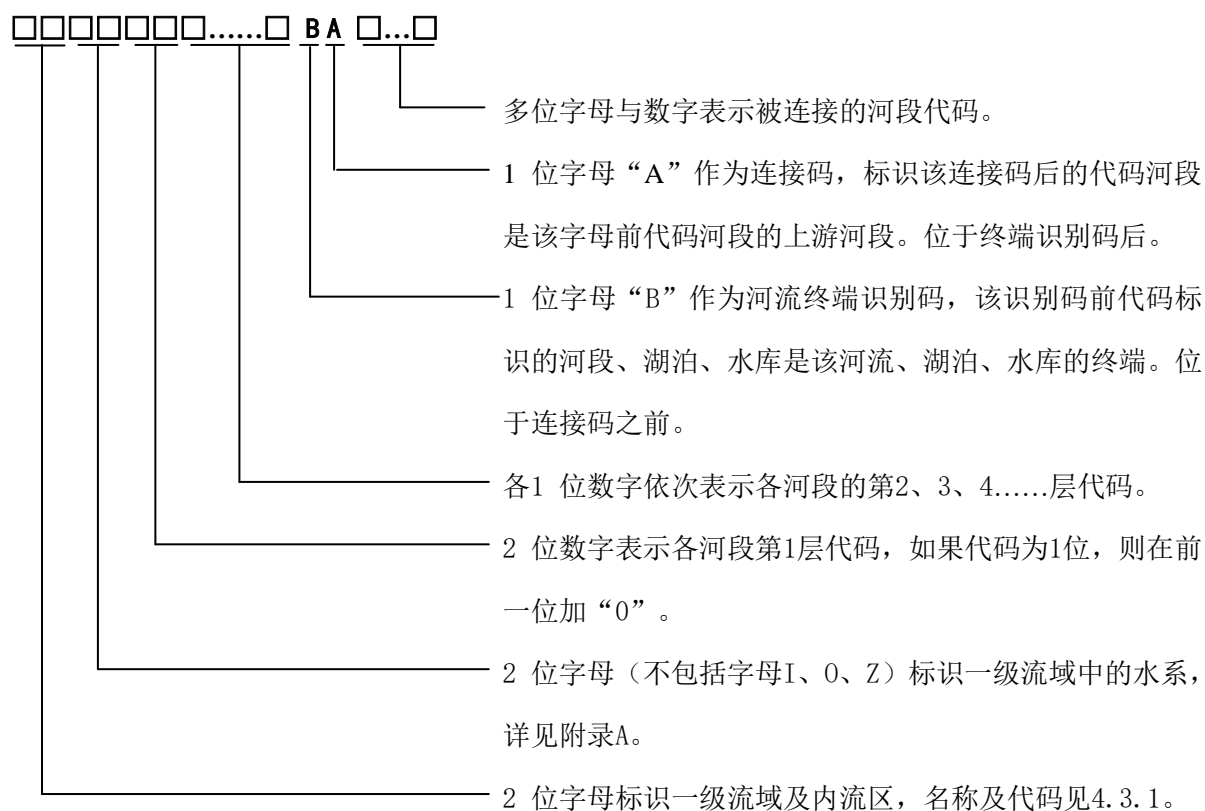 □□□□□□□......□ BA □...□
多位字母与数字表示被连接的河段代码。
1 位字母“A”作为连接码，标识该连接码后的代码河段
是该字母前代码河段的上游河段。位于终端识别码后。
1 位字母“B”作为河流终端识别码，该识别码前代码标
识的河段、湖泊、水库是该河流、湖泊、水库的终端。位
于连接码之前。
各1 位数字依次表示各河段的第2、3、4......层代码。
2 位数字表示各河段第1层代码，如果代码为1位，则在前
一位加“0”。
2 位字母（不包括字母I、O、Z）标识一级流域中的水系，
详见附录A。
2 位字母标识一级流域及内流区，名称及代码见4.3.1。